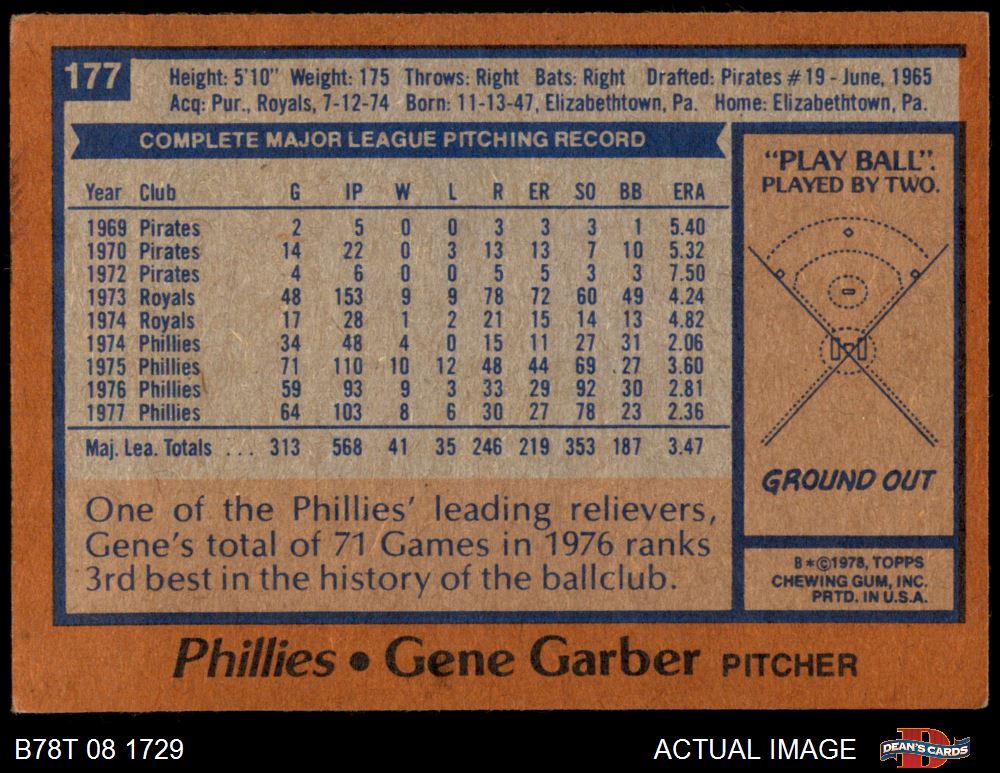 177
Height: 5'10" Weight: 175 Throws: Right Bats: Right Drafted: Pirates #19 - June, 1965
Acq: Pur., Royals, 7-12-74 Born: 11-13-47, Elizabethtown, Pa. Home: Elizabethtown, Pa.
COMPLETE MAJOR LEAGUE PITCHING RECORD
Year Club G IP W L R ER SO BB ERA
1969 Pirates 2 5 0 0 3 3 3 1 5.40
1970 Pirates 14 22 0 3 13 13 7 10 5.32
1972 Pirates 4 6 0 0 5 5 3 3 7.50
1973 Royals 48 153 9 9 78 72 60 49 4.24
1974 Royals 17 28 1 2 21 15 14 13 4.82
1974 Phillies 34 48 4 0 15 11 27 31 2.06
1975 Phillies 71 110 10 12 48 44 69 27 3.60
1976 Phillies 59 93 9 3 33 29 92 30 2.81
1977 Phillies 64 103 8 6 30 27 78 23 2.36
Maj. Lea. Totals ... 313 568 41 35 246 219 353 187 3.47
One of the Phillies' leading relievers,
Gene's total of 71 Games in 1976 ranks
3rd best in the history of the ballclub.
"PLAY BALL".
PLAYED BY TWO.
GROUND OUT
B*©1978, TOPPS
CHEWING GUM, INC.
PRTD. IN U.S.A.
Phillies • Gene Garber PITCHER
B78T 08 1729
ACTUAL IMAGE
DEAN'S CARDS